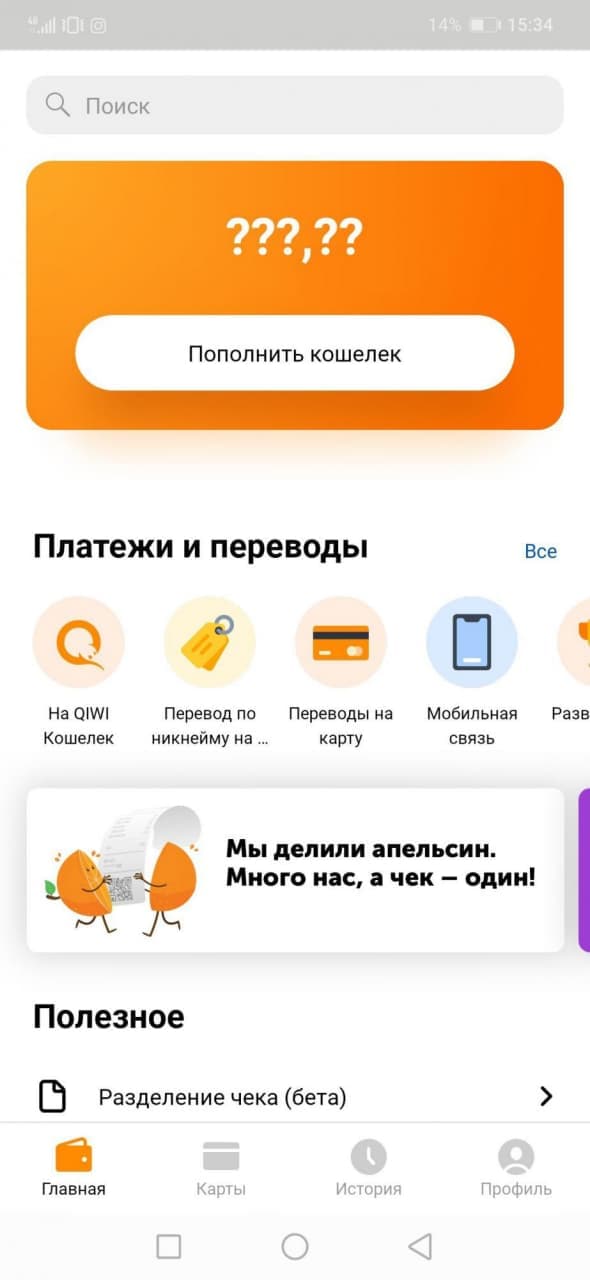 14% 15:34
Поиск
???,??
Пополнить кошелек
Платежи и переводы
Все
На QIWI
Кошелек
Перевод по
никнейму на ...
Переводы на
карту
Мобильная
связь
Разв
Мы делили апельсин.
Много нас, а чек – один!
Полезное
Разделение чека (бета)
Главная
Карты
История
Профиль